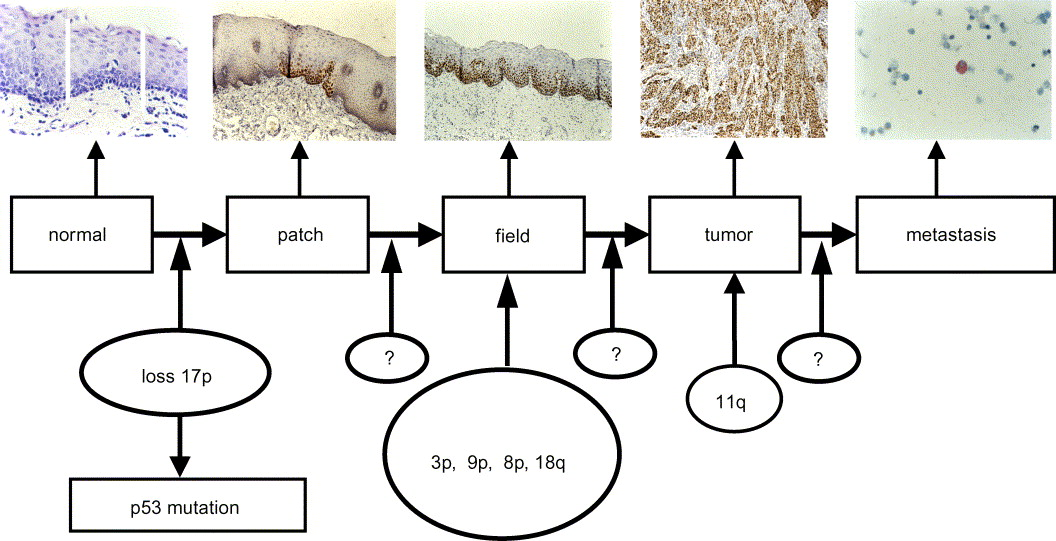 normal
patch
field
tumor
metastasis
?
?
?
loss 17p
11q
3p, 9p, 8p, 18q
p53 mutation